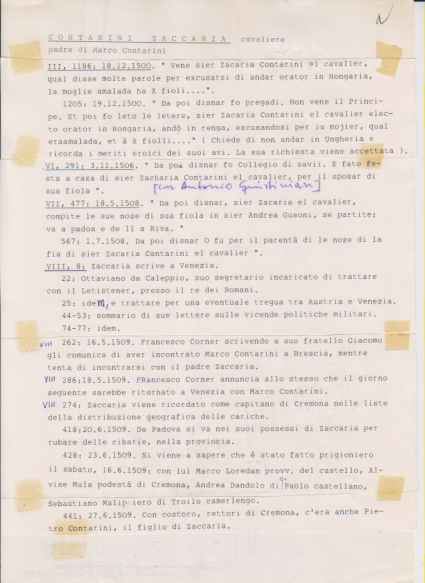 N
CONTARINI ZACCARIA cavaliere
padre di Marco Contarini
III, 1186; 18.12.1500. " Vene sier Zacaria Contarini el cavalier,
qual disse molte parole per excusarsi di andar orator in Hongaria,
la moglie amalada ha X fioli....".
1205; 19.12.1500. " Da poi disnar fo pregadi. Non vene il Princi-
pe. Et poi fo leto le letere, sier Zacaria Contarini el cavalier elec-
to orator in Hongaria, andò in renga, excusandosi per la mojier, qual
eraamalada, et à X fiolii...." ( Chiede di non andar in Ungheria e
ricorda i meriti eroici dei suoi avi. La sua richiesta viene accettata ).
VI, 291; 3.11.1506. " Da poi disnar fo Collegio di savii. E fato fe-
sta a caxa di sier Zacharia Contarini el cavalier, per il sposar di
sua fiola ". [con Antonio Giustinian]
VII, 477; 18.5.1508. " Da poi disnar, sier Zacaria el cavalier,
compite le sue noze di sua fiola in sier Andrea Gusoni, se partite;
va a padoa e de lì a Riva. "
567; 1.7.1508. Da poi disnar O fu per il parentà di le noze di la
fia di sier Zacaria Contarini el cavalier ".
VIII, 8; Zaccaria scrive a Venezia.
22; Ottaviano da Caleppio, suo segretario incaricato di trattare
con il Letistener, presso il re dei Romani.
25; idem, e trattare per una eventuale tregua tra Austria e Venezia.
44-53; sommario di sue lettere sulle vicende politiche militari.
74-77; idem.
VIII 262; 16.5.1509. Francesco Corner scrivendo a suo fratello Giacomo
gli comunica di aver incontrato Marco Contarini a Brescia, mentre
tenta di incontrarsi con il padre Zaccaria.
VIII 286;18.5.1509. FRancesco Corner annuncia allo stesso che il giorno
seguente sarebbe ritornato a Venezia con Marco Contarini.
VIII 274; Zaccaria viene ricordato come capitano di Cremona nelle liste
della distribuzione geografica delle cariche.
418;20.6.1509. Da Padova si va nei suoi possessi di Zaccaria per
rubare delle cibarie, nella provincia.
428; 23.6.1509. Si viene a sapere che è stato fatto prigioniero
il sabato, 16.6.1509; con lui Marco Loredan provv. del castello, Al-
vise Mula podestà di Cremona, Andrea Dandolo di Paolo castellano,
Sebastiano Malip iero di Troilo camerlengo.
441; 27.6.1509. Con costoro, rettori di Cremona, c'era anche Pie-
tro Contarini, il figlio di Zaccaria.